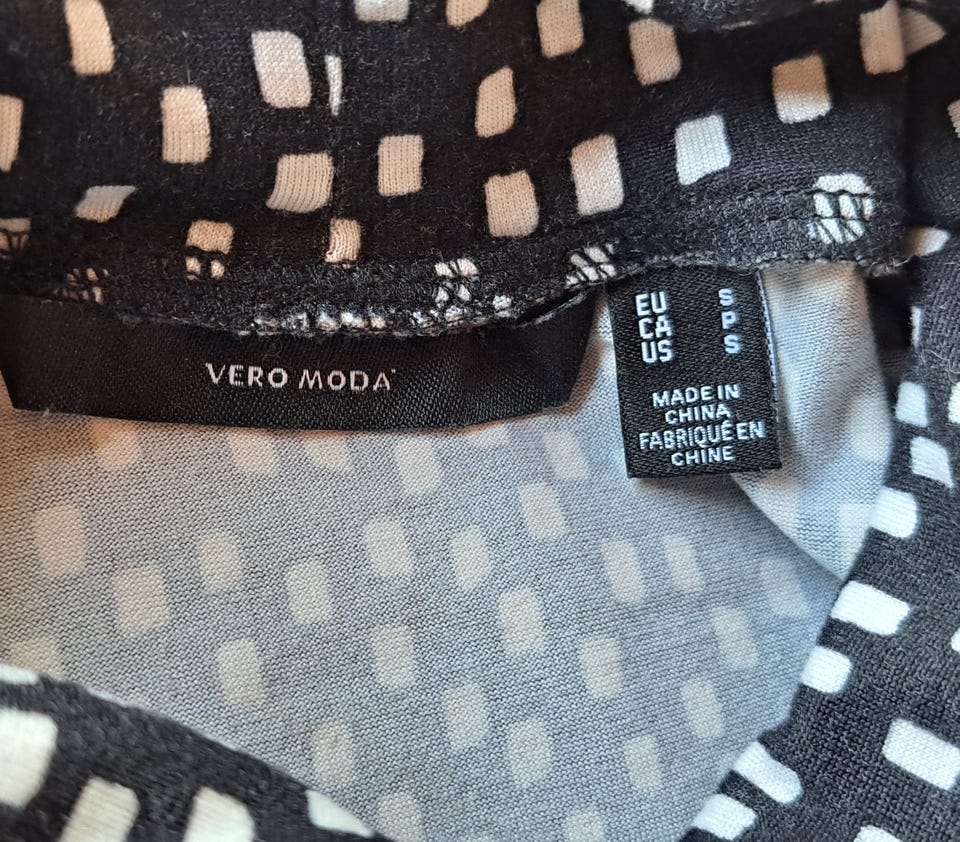 VERO MODA
EU S
CA P
US S
MADE IN
CHINA
FABRIQUÉ EN
CHINE